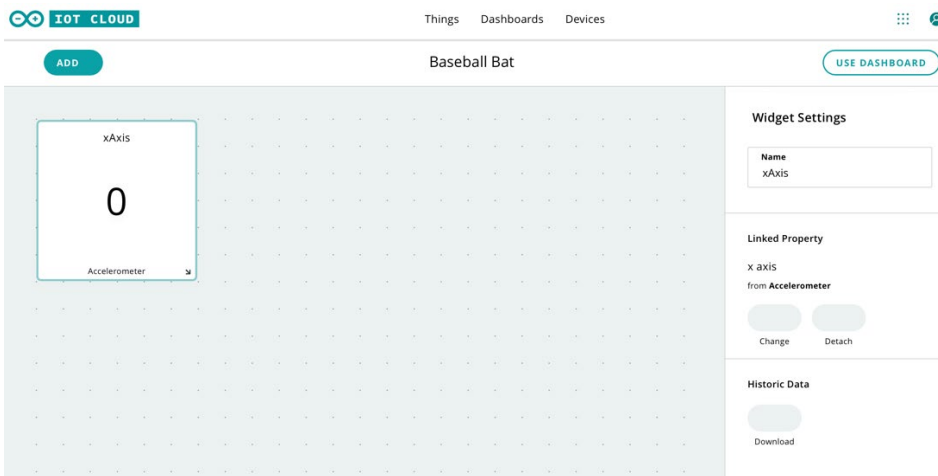 IOT CLOUD
Things Dashboards Devices
ADD
Baseball Bat
USE DASHBOARD
xAxis
0
Accelerometer
Widget Settings
Name
xAxis
Linked Property
x axis
from Accelerometer
Change Detach
Historic Data
Download